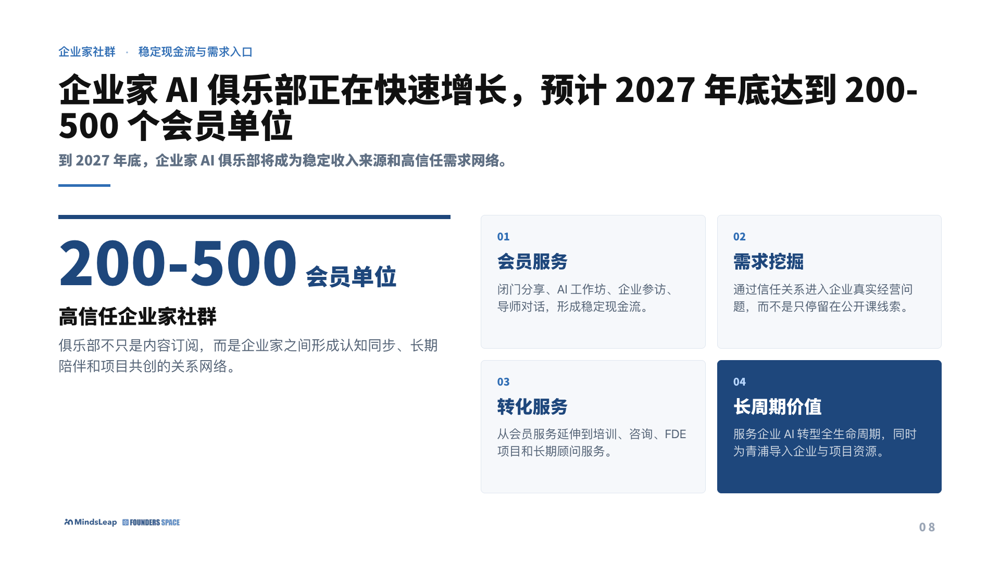 企业家社群 · 稳定现金流与需求入口
企业家 AI 俱乐部正在快速增长，预计 2027 年底达到 200-
500 个会员单位
到 2027 年底，企业家 AI 俱乐部将成为稳定收入来源和高信任需求网络。
200-500 会员单位
高信任企业家社群
俱乐部不只是内容订阅，而是企业家之间形成认知同步、长期
陪伴和项目共创的关系网络。
01
会员服务
闭门分享、AI 工作坊、企业参访、
导师对话，形成稳定现金流。
02
需求挖掘
通过信任关系进入企业真实经营问
题，而不是只停留在公开课线索。
03
转化服务
从会员服务延伸到培训、咨询、FDE
项目和长期顾问服务。
04
长周期价值
服务企业 AI 转型全生命周期，同时
为青浦导入企业与项目资源。
MindsLeap FOUNDERS SPACE
08